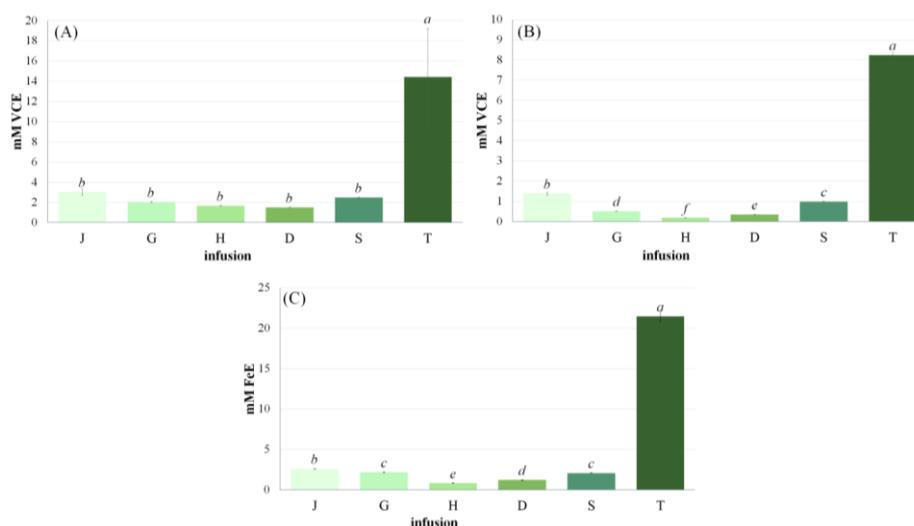 (A)
mM VCE
20
18
16
14
12
10
8
6
4
2
0
b
b
b
b
b
a
J G H D S T
infusion
(B)
mM VCE
10
9
8
7
6
5
4
3
2
1
0
b
d
f
e
c
a
J G H D S T
infusion
(C)
mM FeE
25
20
15
10
5
0
b
c
e
d
c
a
J G H D S T
infusion